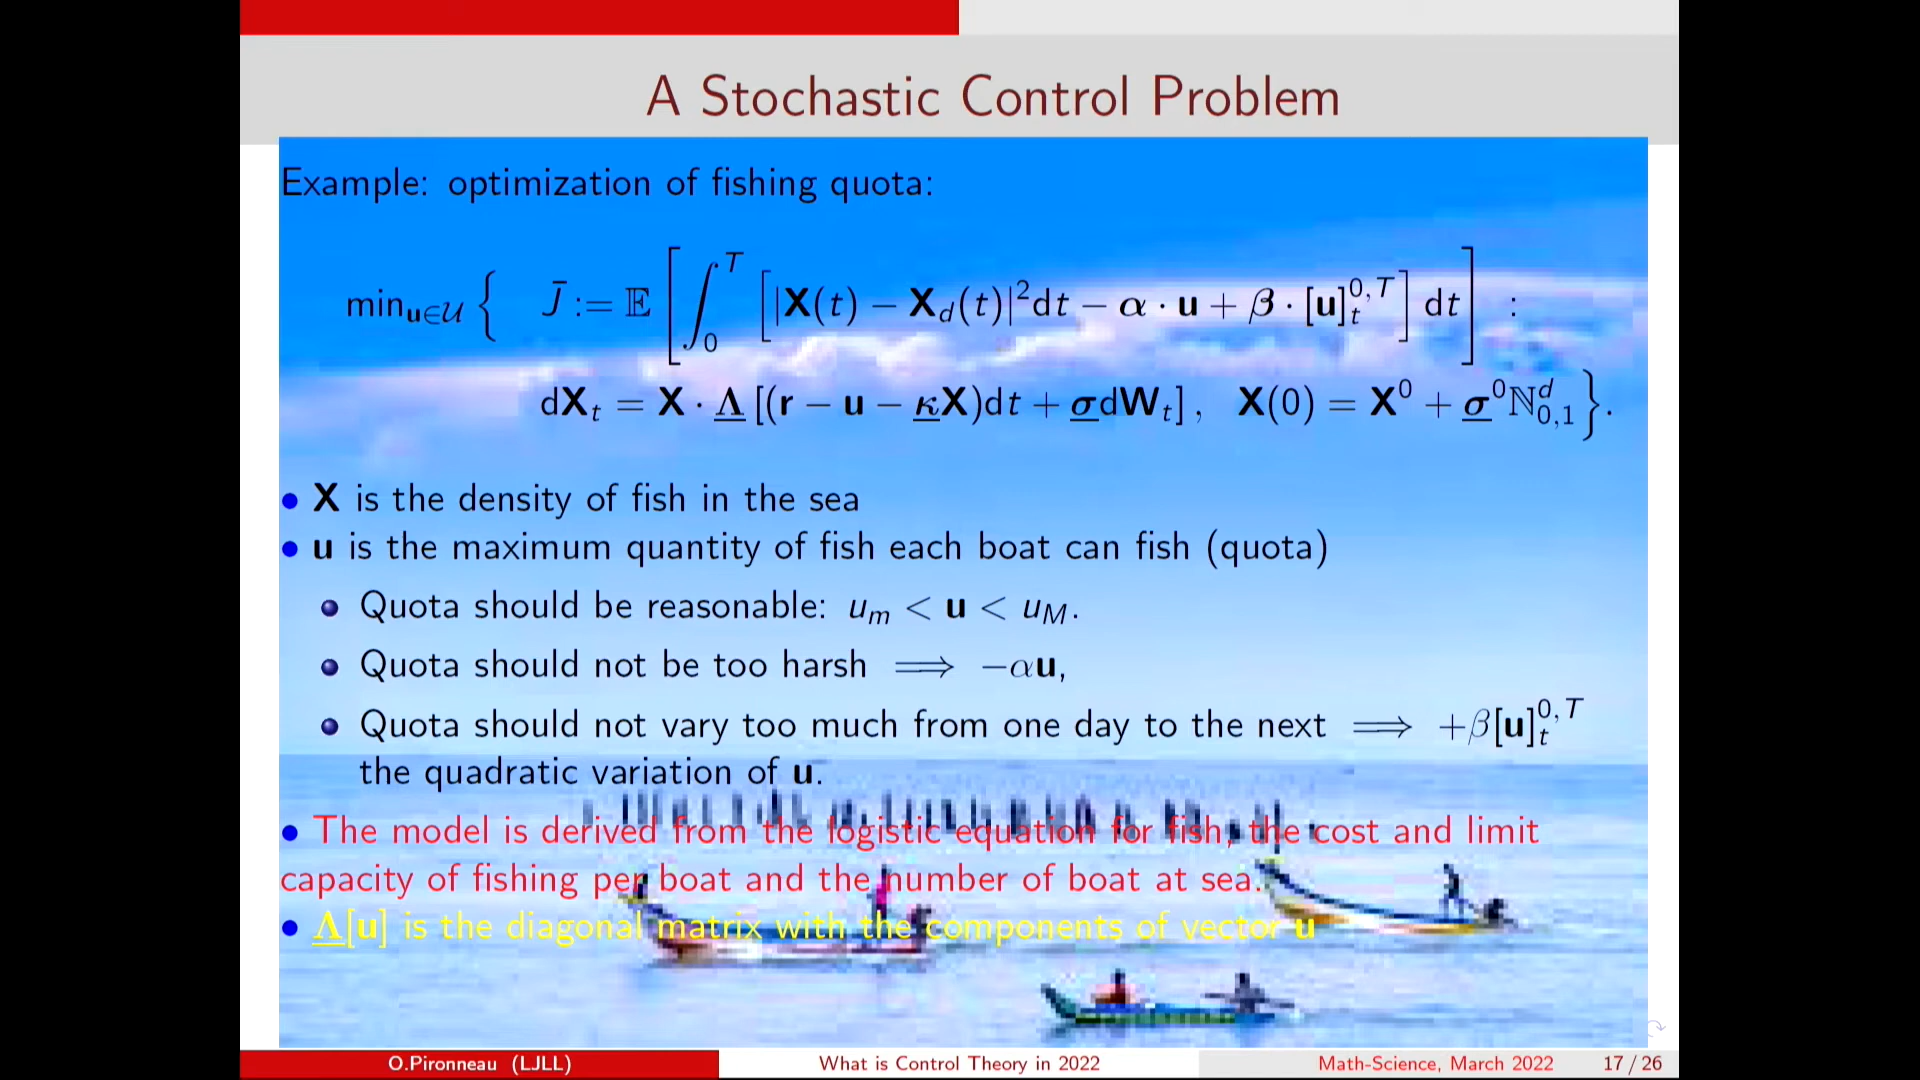 A Stochastic Control Problem
Example: optimization of fishing quota:
min_{u∈𝒰} { J̄ := 𝔼 [ ∫_0^T [ |X(t) − X_d(t)|²dt − α · u + β · [u]_t^{0,T} ] dt ] :
dX_t = X · Λ [(r − u − κX)dt + σdW_t] , X(0) = X⁰ + σ⁰ℕ^d_{0,1} }.
• X is the density of fish in the sea
• u is the maximum quantity of fish each boat can fish (quota)
• Quota should be reasonable: u_m < u < u_M.
• Quota should not be too harsh ⟹ −αu,
• Quota should not vary too much from one day to the next ⟹ +β[u]_t^{0,T}
the quadratic variation of u.
• The model is derived from the logistic equation for fish, the cost and limit
capacity of fishing per boat and the number of boat at sea.
• Λ[u] is the diagonal matrix with the components of vector u
O.Pironneau (LJLL) What is Control Theory in 2022 Math-Science, March 2022 17 / 26